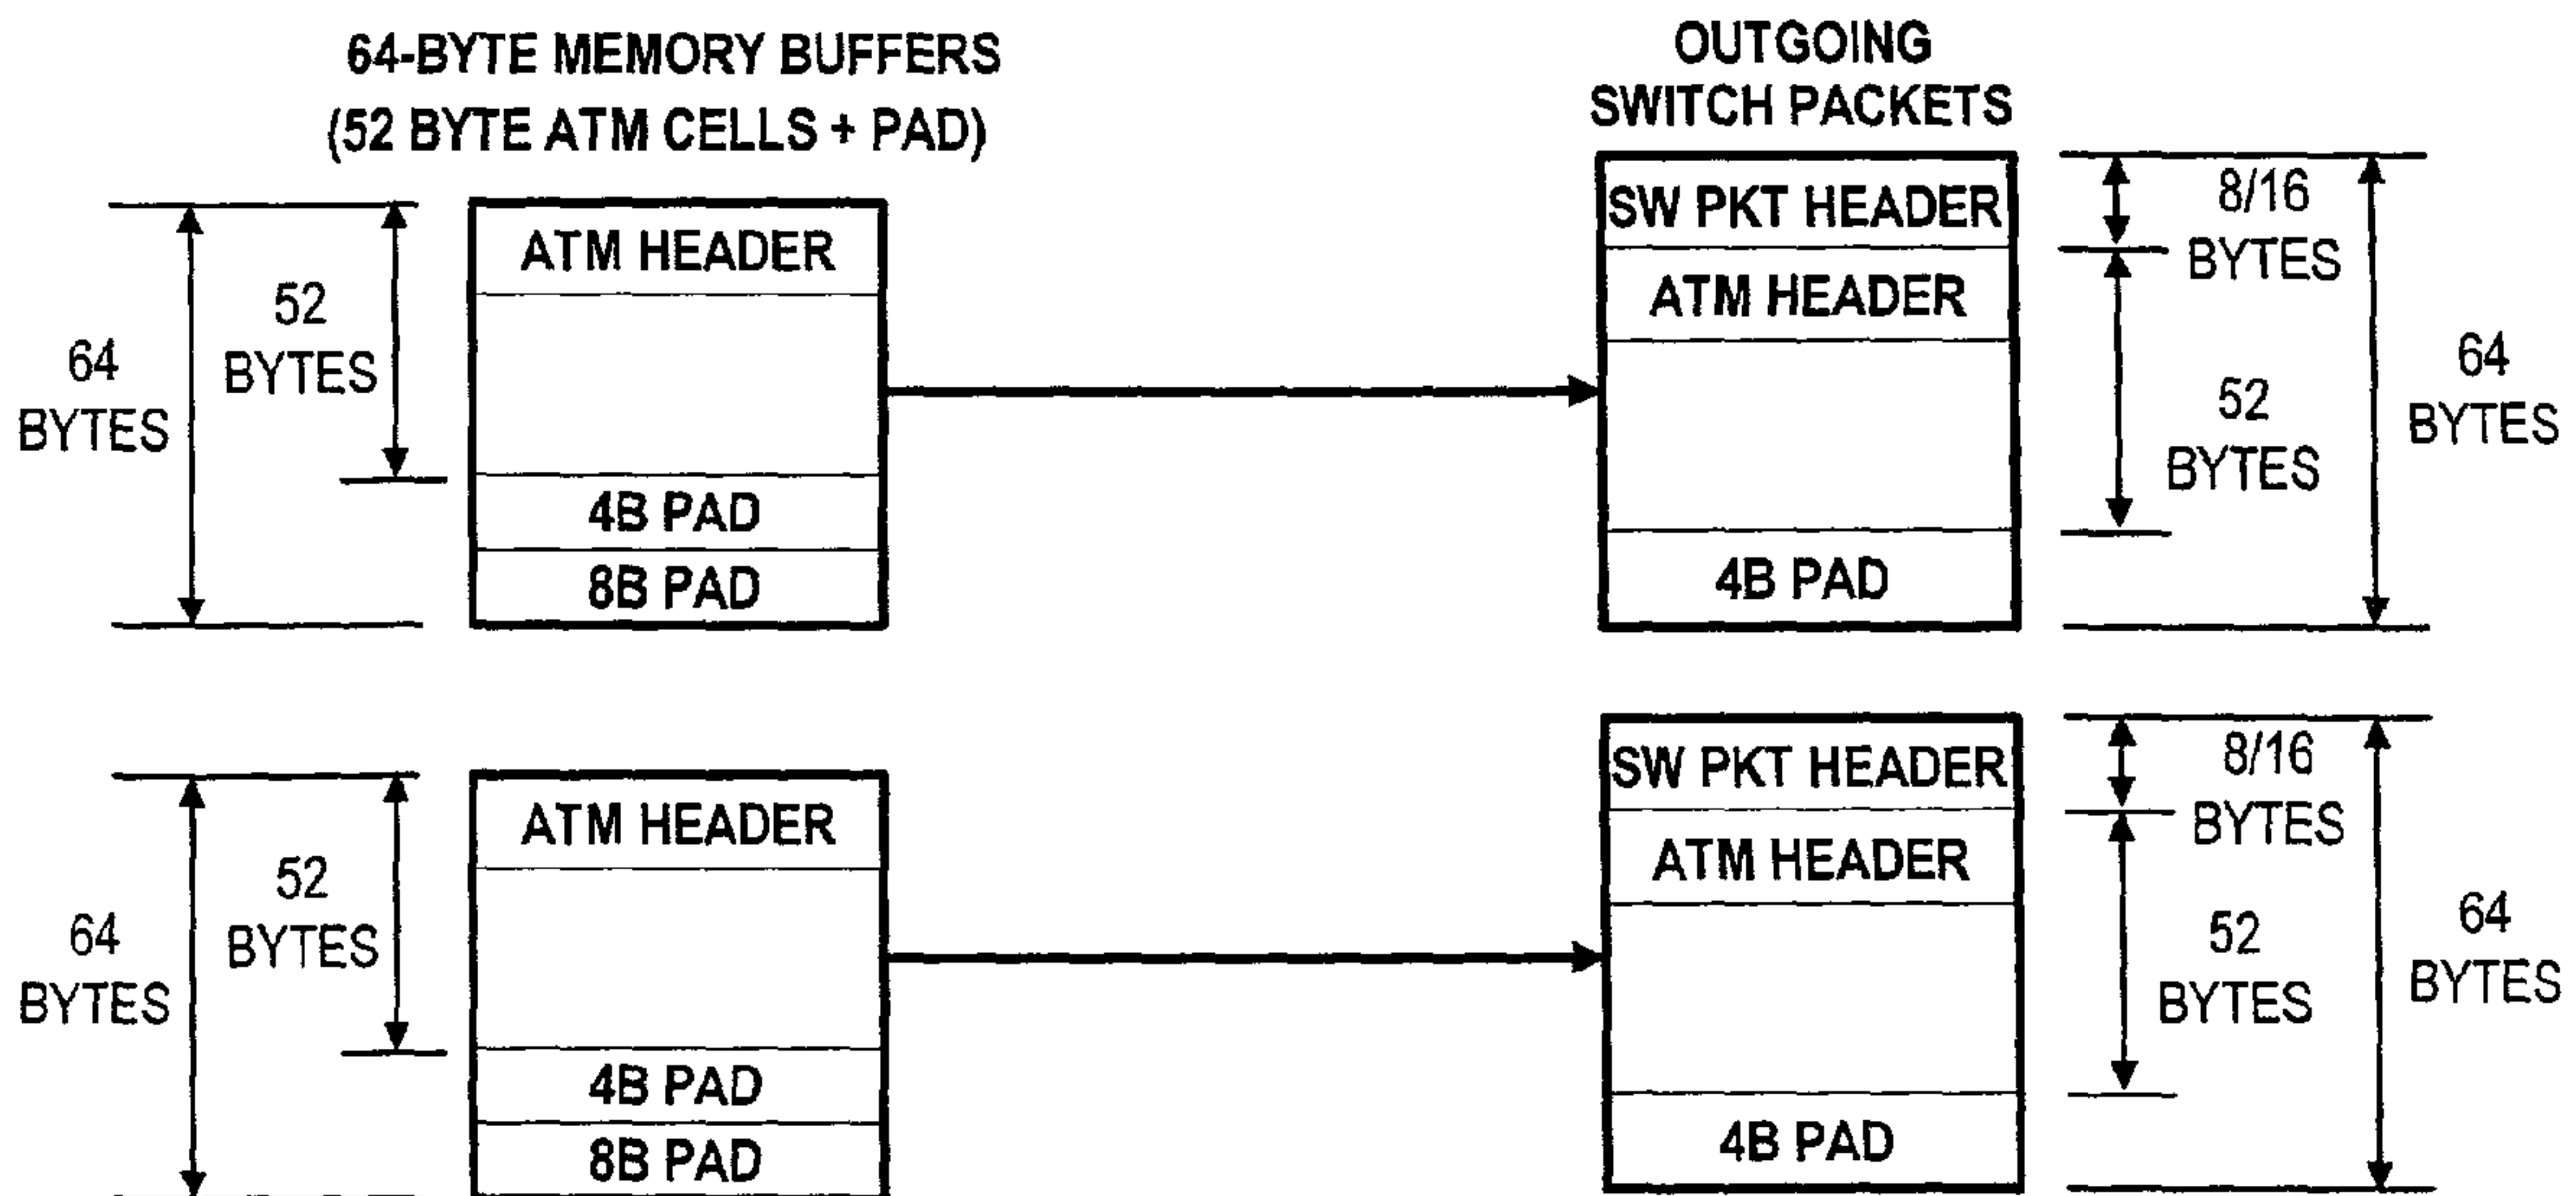 64-BYTE MEMORY BUFFERS
(52 BYTE ATM CELLS + PAD)
OUTGOING
SWITCH PACKETS
64
BYTES
52
BYTES
ATM HEADER
4B PAD
8B PAD
SW PKT HEADER
ATM HEADER
4B PAD
8/16
BYTES
52
BYTES
64
BYTES
64
BYTES
52
BYTES
ATM HEADER
4B PAD
8B PAD
SW PKT HEADER
ATM HEADER
4B PAD
8/16
BYTES
52
BYTES
64
BYTES